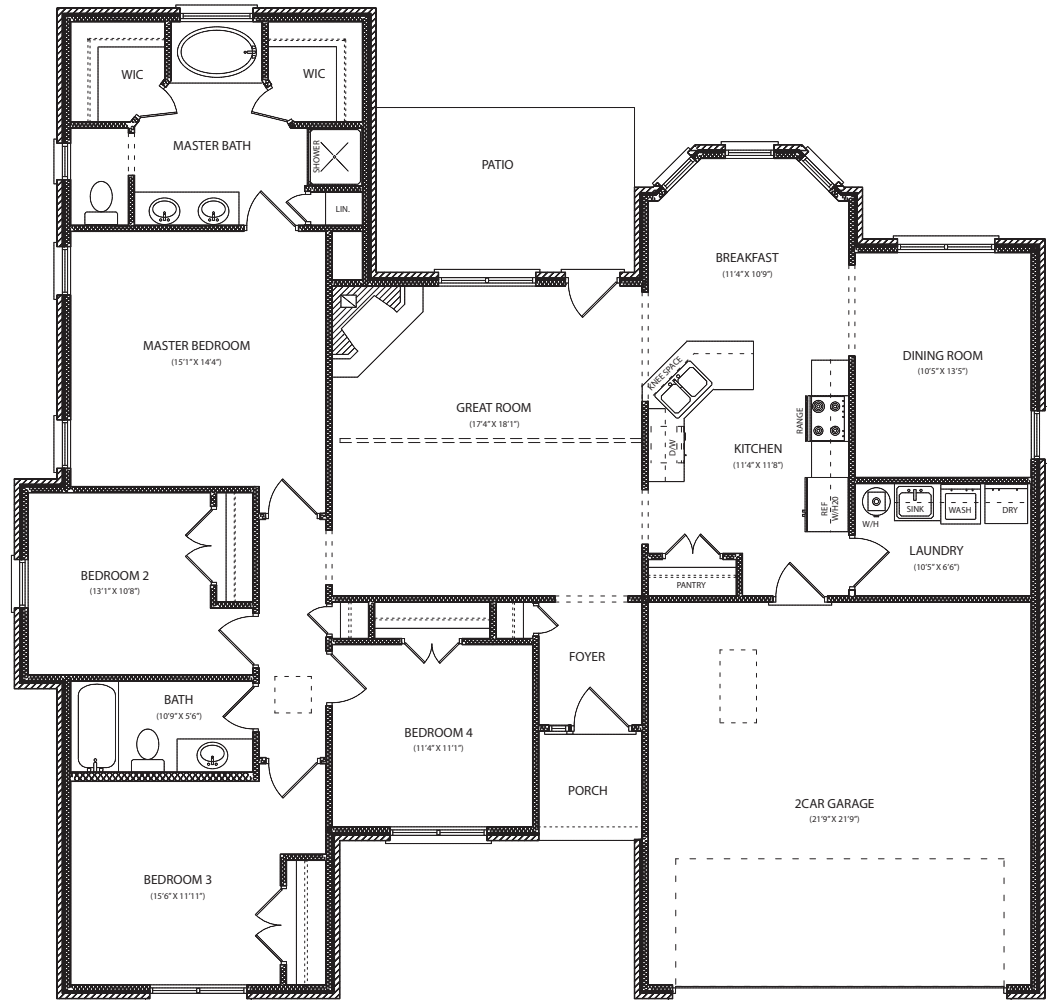 WIC
WIC
MASTER BATH
SHOWER
LIN.
PATIO
BREAKFAST
(11'4" X 10'9")
MASTER BEDROOM
(15'1" X 14'4")
DINING ROOM
(10'5" X 13'5")
KNEE SPACE
GREAT ROOM
(17'4" X 18'1")
RANGE
D/W
KITCHEN
(11'4" X 11'8")
REF
W/H20
W/H
SINK
WASH
DRY
LAUNDRY
(10'5" X 6'6")
BEDROOM 2
(13'1" X 10'8")
PANTRY
FOYER
BATH
(10'9" X 5'6")
BEDROOM 4
(11'4" X 11'1")
PORCH
2CAR GARAGE
(21'9" X 21'9")
BEDROOM 3
(15'6" X 11'11")